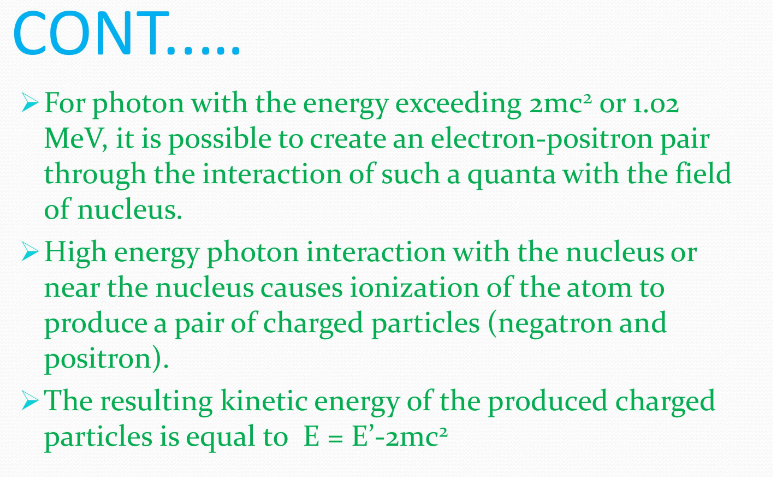 CONT.....
For photon with the energy exceeding 2mc² or 1.02
MeV, it is possible to create an electron-positron pair
through the interaction of such a quanta with the field
of nucleus.
High energy photon interaction with the nucleus or
near the nucleus causes ionization of the atom to
produce a pair of charged particles (negatron and
positron).
The resulting kinetic energy of the produced charged
particles is equal to E = E’-2mc²